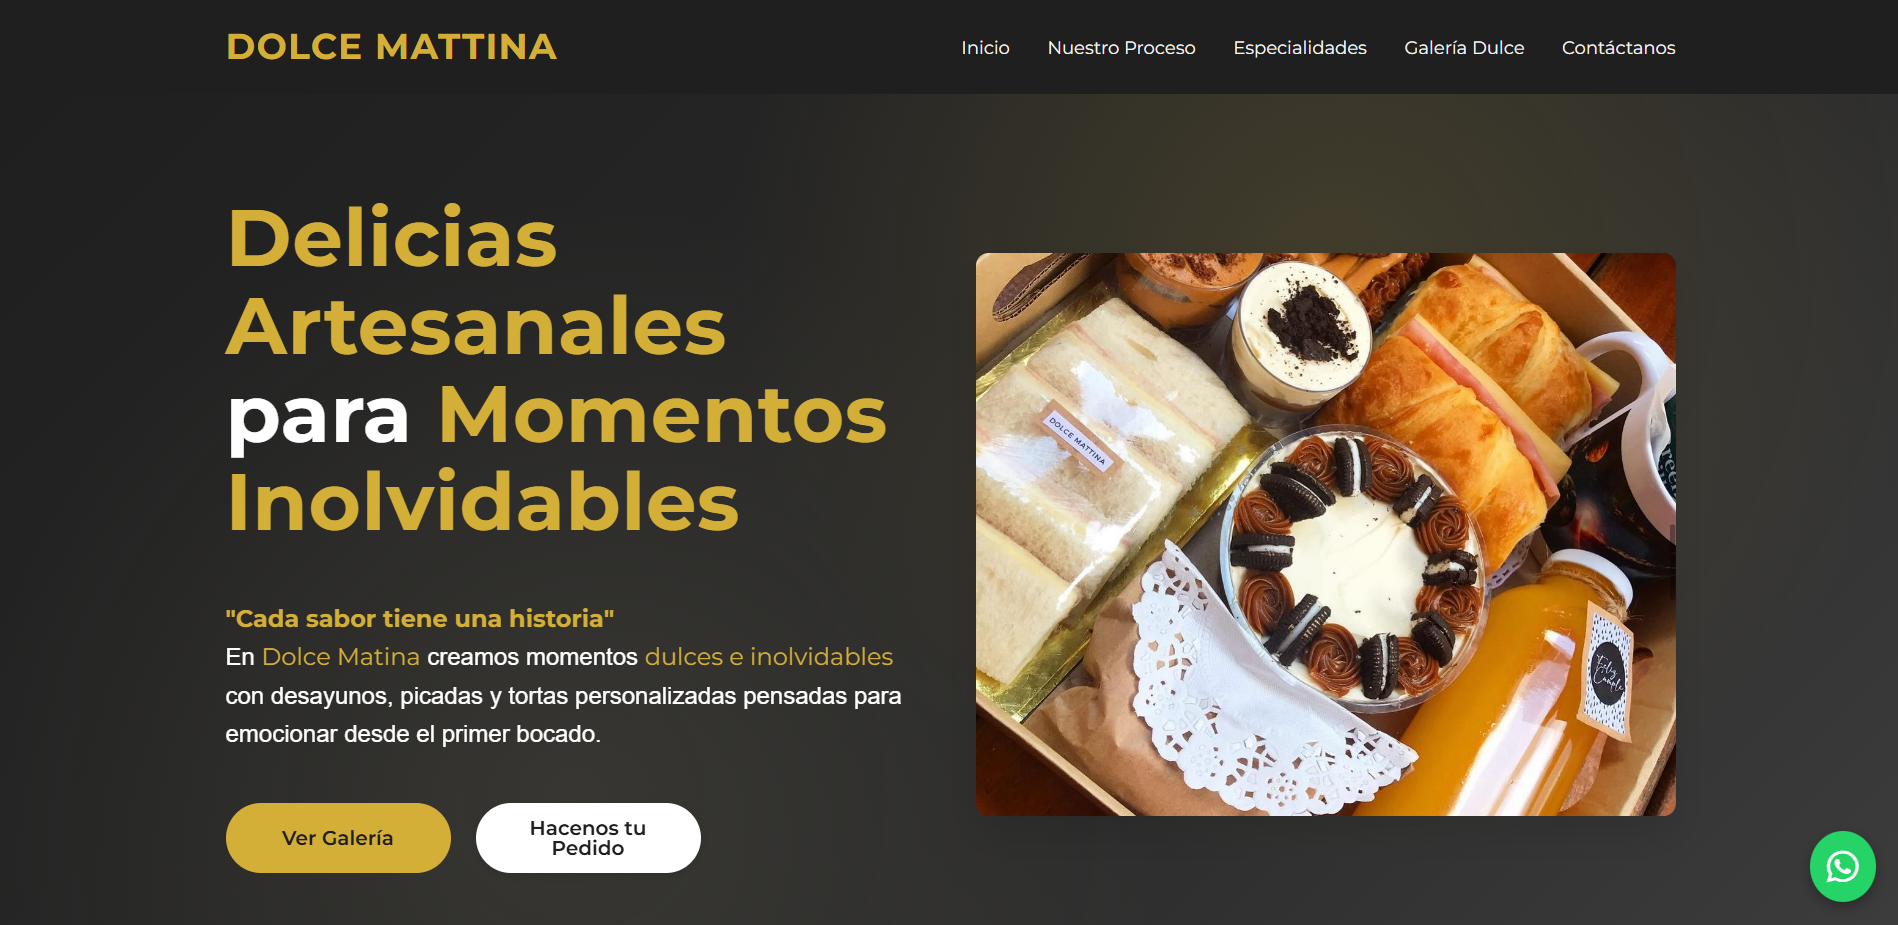 DOLCE MATTINA
Inicio Nuestro Proceso Especialidades Galería Dulce Contáctanos
Delicias
Artesanales
para Momentos
Inolvidables
"Cada sabor tiene una historia"
En Dolce Matina creamos momentos dulces e inolvidables
con desayunos, picadas y tortas personalizadas pensadas para
emocionar desde el primer bocado.
Ver Galería
Hacenos tu
Pedido
DOLCE MATTINA
Feliz
Cumple